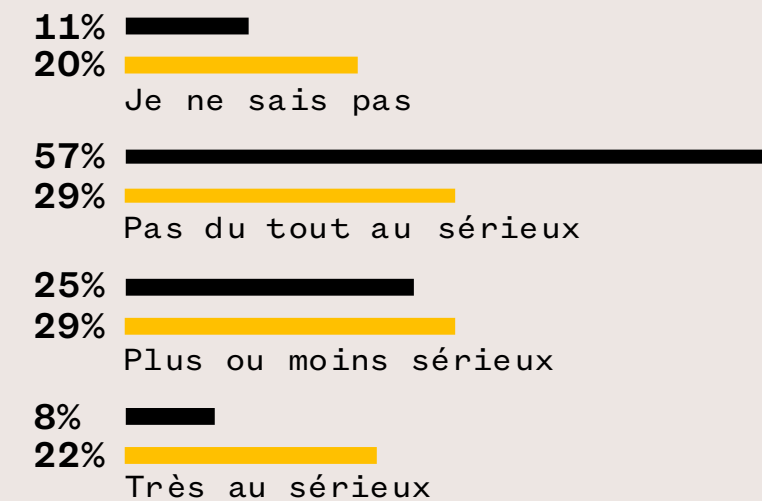 11%
20%
Je ne sais pas
57%
29%
Pas du tout au sérieux
25%
29%
Plus ou moins sérieux
8%
22%
Très au sérieux